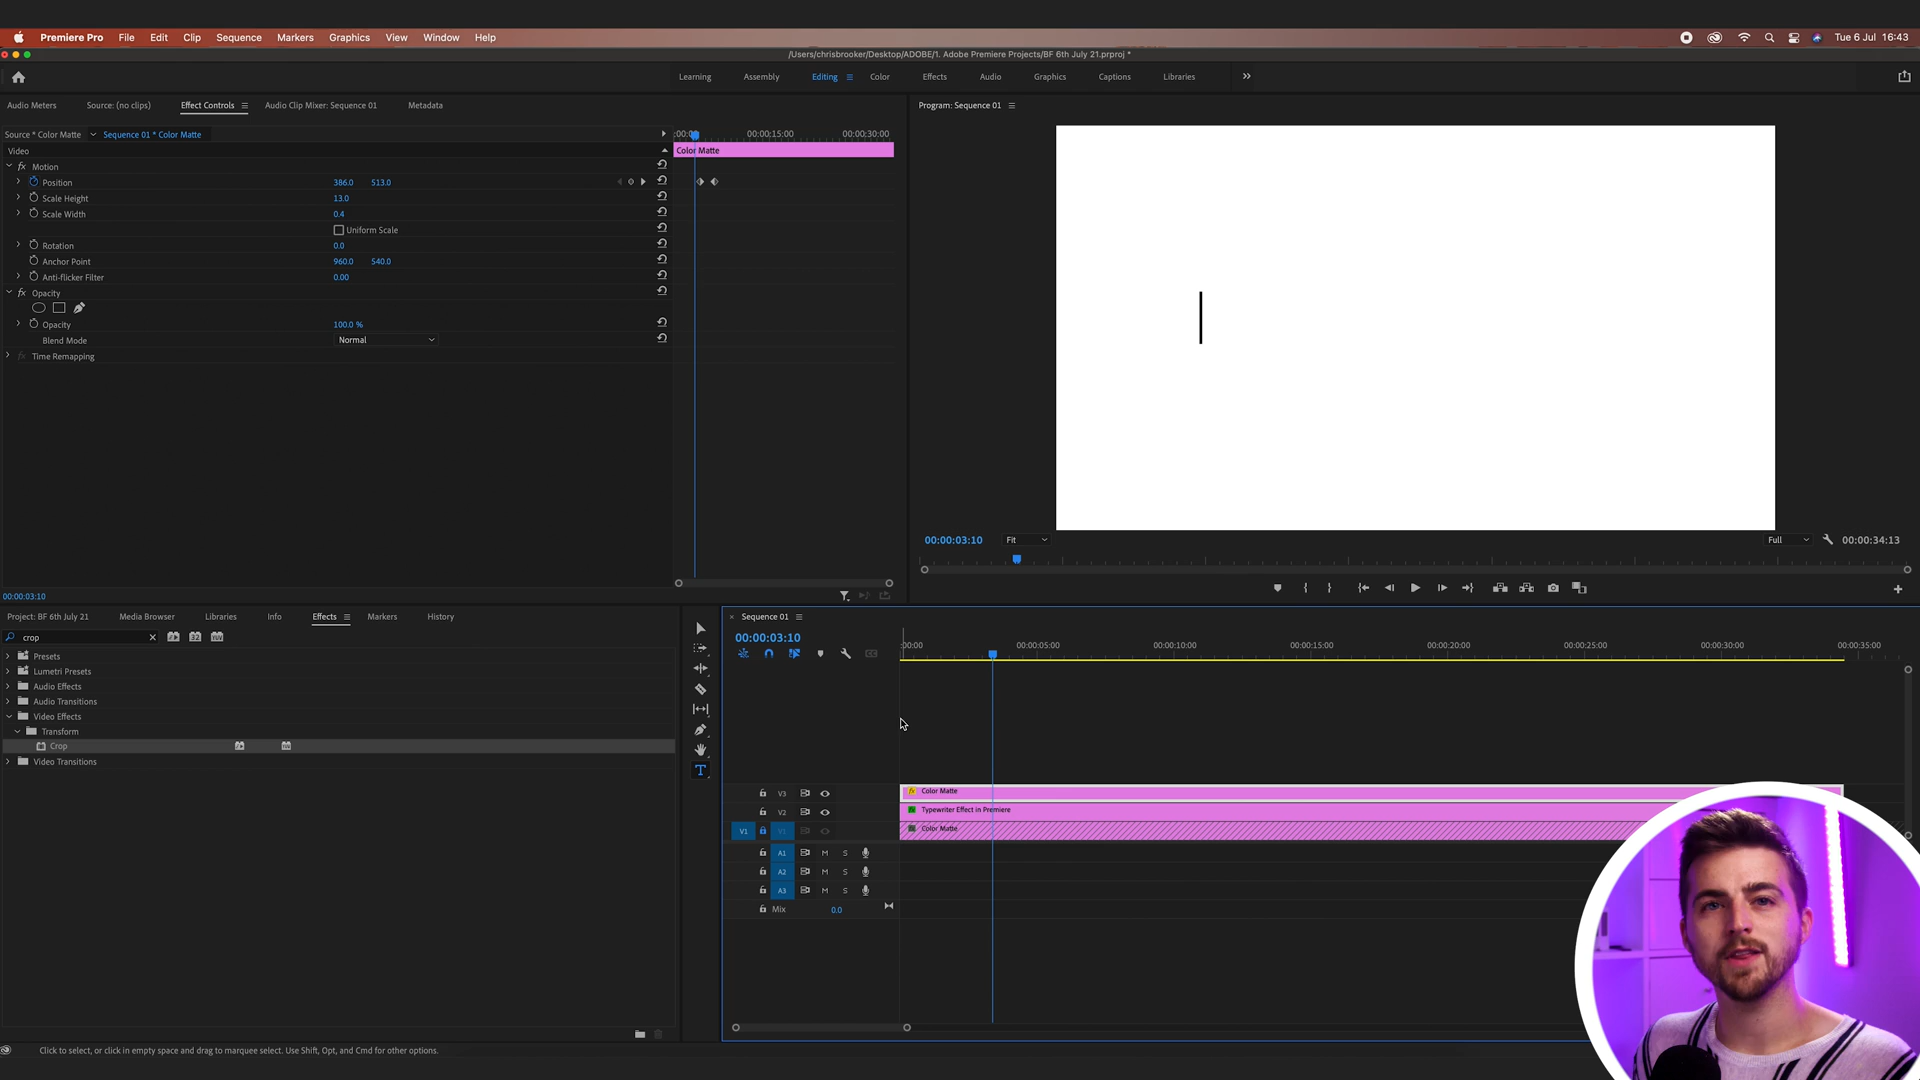 Premiere Pro File Edit Clip Sequence Markers Graphics View Window Help Tue 6 Jul 16:43
/Users/chrisbrooker/Desktop/ADOBE/1. Adobe Premiere Projects/BF 6th July 21.prproj *
Learning Assembly Editing Color Effects Audio Graphics Captions Libraries
Audio Meters Source: (no clips) Effect Controls Audio Clip Mixer: Sequence 01 Metadata
Program: Sequence 01
Source * Color Matte Sequence 01 * Color Matte
00:00:15:00 00:00:30:00
Video
Color Matte
fx Motion
Position 386.0 513.0
Scale Height 13.0
Scale Width 0.4
Uniform Scale
Rotation 0.0
Anchor Point 960.0 540.0
Anti-flicker Filter 0.00
fx Opacity
Opacity 100.0 %
Blend Mode Normal
fx Time Remapping
00:00:03:10 Fit Full 00:00:34:13
00:00:03:10
Project: BF 6th July 21 Media Browser Libraries Info Effects Markers History
crop
Presets
Lumetri Presets
Audio Effects
Audio Transitions
Video Effects
Transform
Crop
Video Transitions
Sequence 01
00:00:03:10
:00:00 00:00:05:00 00:00:10:00 00:00:15:00 00:00:20:00 00:00:25:00 00:00:30:00 00:00:35:00
V3 Color Matte
V2 Typewriter Effect in Premiere
V1 V1 Color Matte
A1 M S
A2 M S
A3 M S
Mix 0.0
Click to select, or click in empty space and drag to marquee select. Use Shift, Opt, and Cmd for other options.